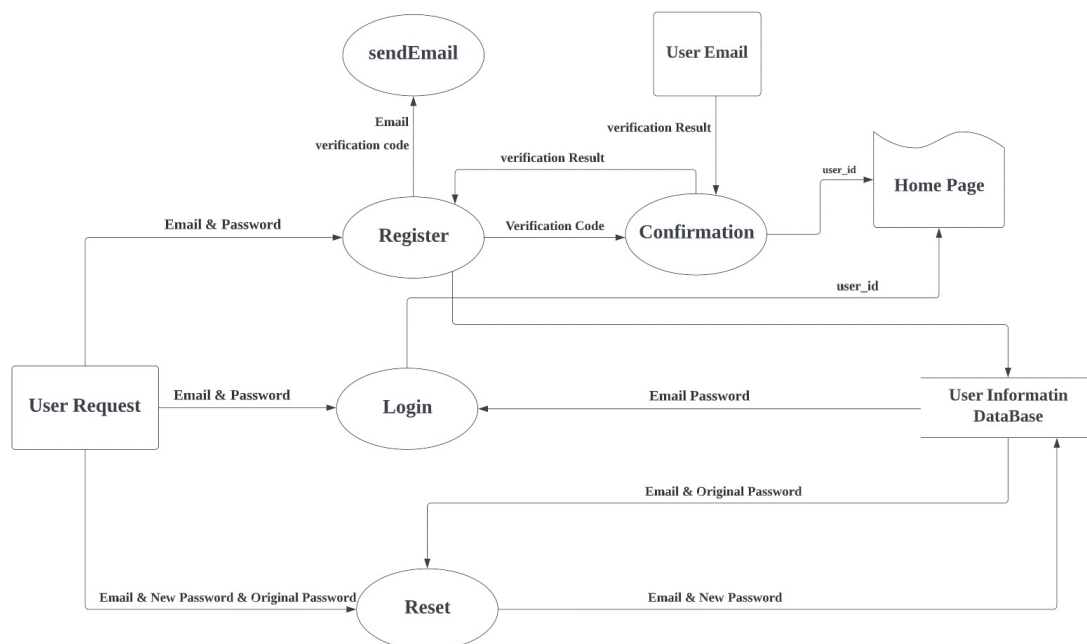 sendEmail
User Email
Email
verification code
verification Result
verification Result
user_id
Home Page
Email & Password
Register
Verification Code
Confirmation
user_id
User Request
Email & Password
Login
Email Password
User Informatin
DataBase
Email & Original Password
Email & New Password & Original Password
Reset
Email & New Password